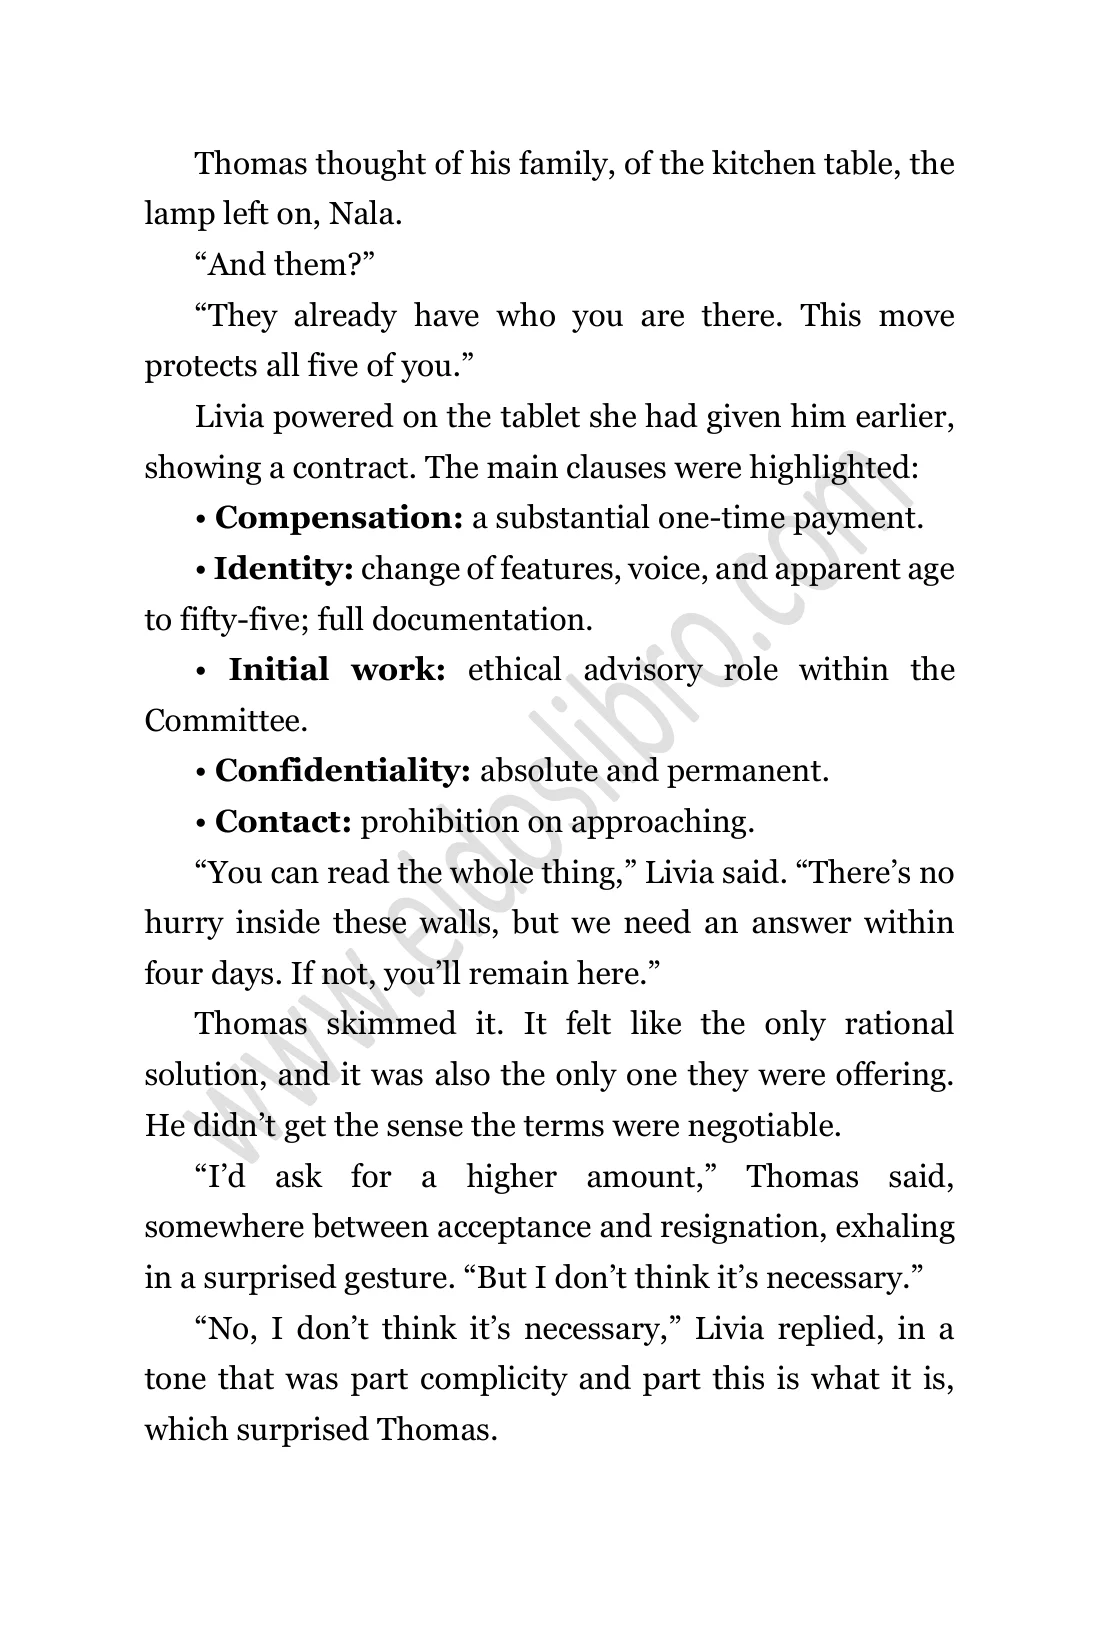 Thomas thought of his family, of the kitchen table, the
lamp left on, Nala.
“And them?”
“They already have who you are there. This move
protects all five of you.”
Livia powered on the tablet she had given him earlier,
showing a contract. The main clauses were highlighted:
• Compensation: a substantial one-time payment.
• Identity: change of features, voice, and apparent age
to fifty-five; full documentation.
• Initial work: ethical advisory role within the
Committee.
• Confidentiality: absolute and permanent.
• Contact: prohibition on approaching.
“You can read the whole thing,” Livia said. “There’s no
hurry inside these walls, but we need an answer within
four days. If not, you’ll remain here.”
Thomas skimmed it. It felt like the only rational
solution, and it was also the only one they were offering.
He didn’t get the sense the terms were negotiable.
“I’d ask for a higher amount,” Thomas said,
somewhere between acceptance and resignation, exhaling
in a surprised gesture. “But I don’t think it’s necessary.”
“No, I don’t think it’s necessary,” Livia replied, in a
tone that was part complicity and part this is what it is,
which surprised Thomas.
www.eldoslibro.com